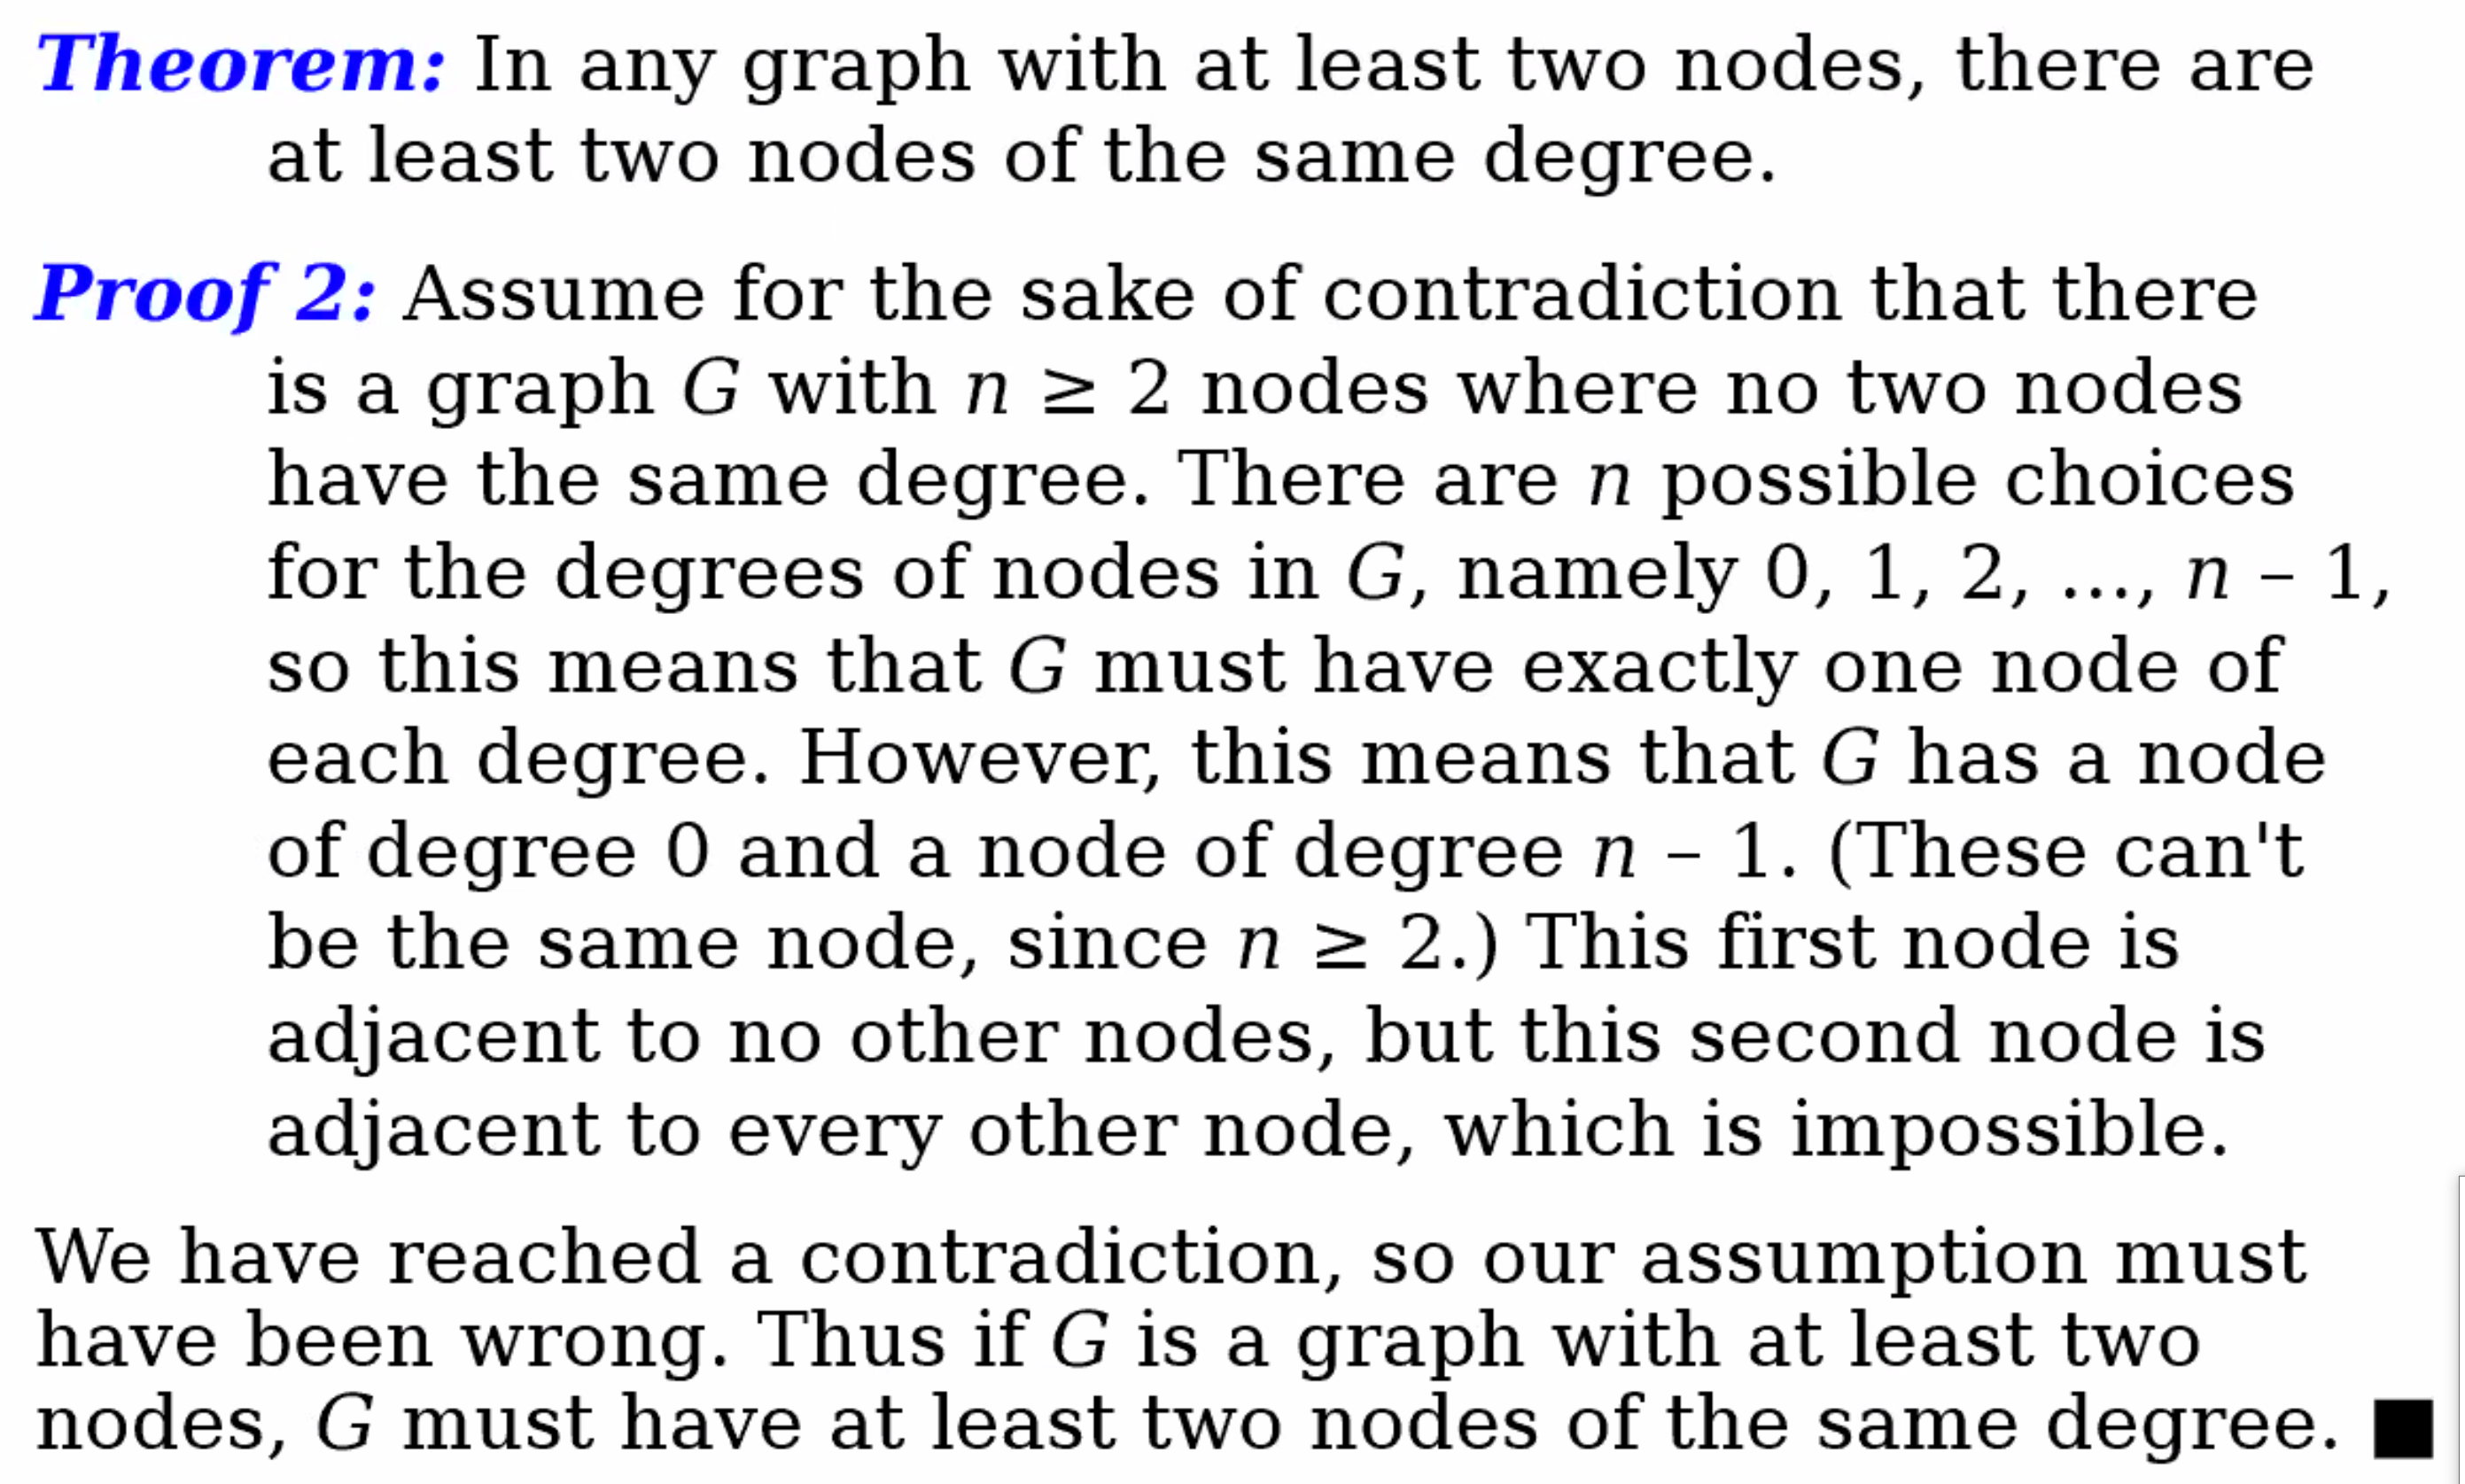 Theorem: In any graph with at least two nodes, there are
at least two nodes of the same degree.
Proof 2: Assume for the sake of contradiction that there
is a graph G with n ≥ 2 nodes where no two nodes
have the same degree. There are n possible choices
for the degrees of nodes in G, namely 0, 1, 2, …, n – 1,
so this means that G must have exactly one node of
each degree. However, this means that G has a node
of degree 0 and a node of degree n – 1. (These can't
be the same node, since n ≥ 2.) This first node is
adjacent to no other nodes, but this second node is
adjacent to every other node, which is impossible.
We have reached a contradiction, so our assumption must
have been wrong. Thus if G is a graph with at least two
nodes, G must have at least two nodes of the same degree. ■